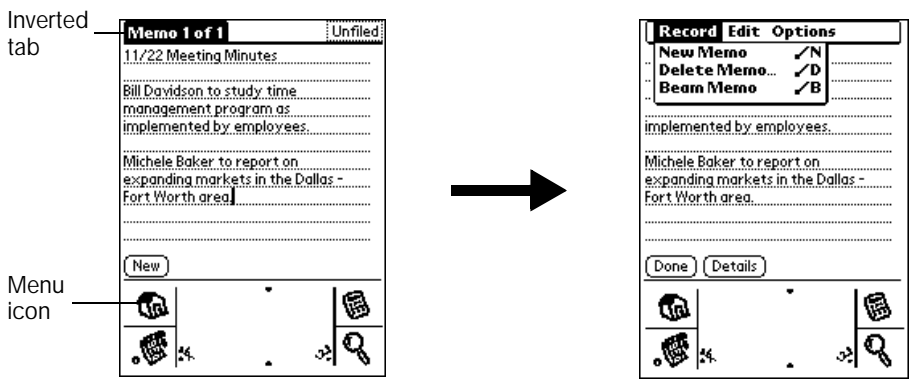 Inverted
tab
Memo 1 of 1
Unfiled
11/22 Meeting Minutes
Bill Davidson to study time
management program as
implemented by employees.
Michele Baker to report on
expanding markets in the Dallas -
Fort Worth area.
New
Menu
icon
Record Edit Options
New Memo /N
Delete Memo... /D
Beam Memo /B
implemented by employees.
Michele Baker to report on
expanding markets in the Dallas -
Fort Worth area.
Done Details